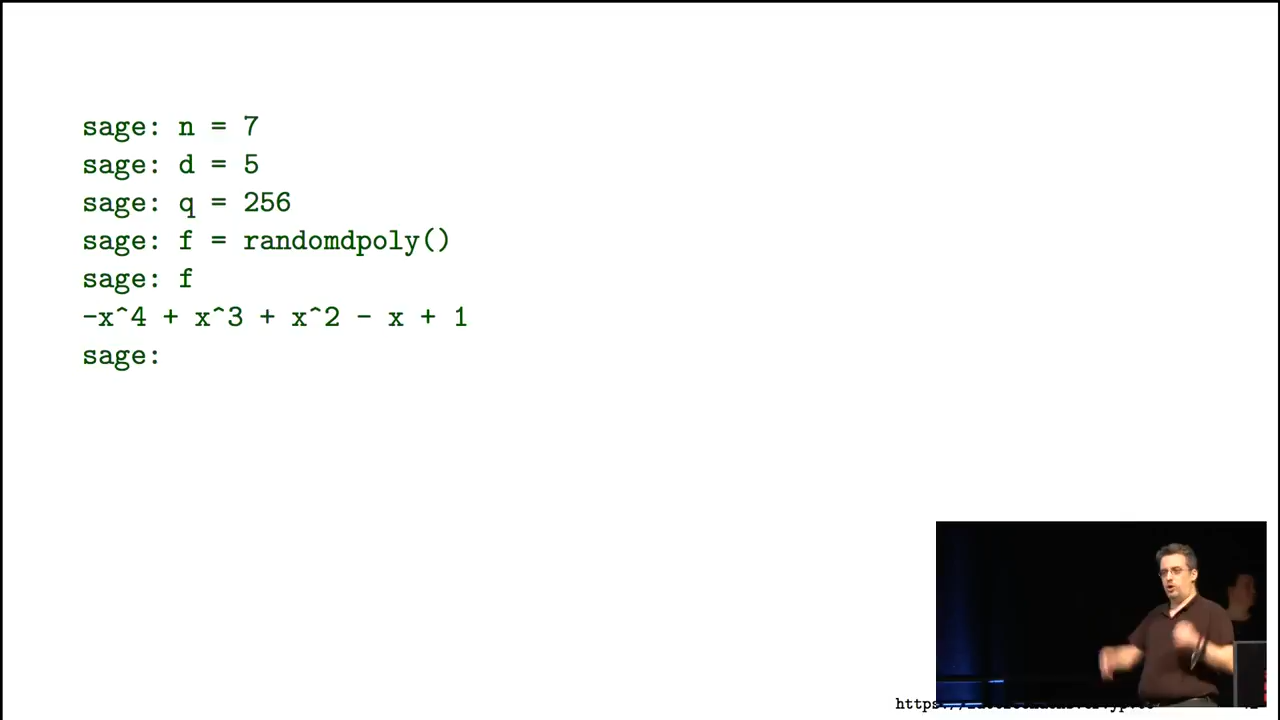 sage: n = 7
sage: d = 5
sage: q = 256
sage: f = randomdpoly()
sage: f
-x^4 + x^3 + x^2 - x + 1
sage: